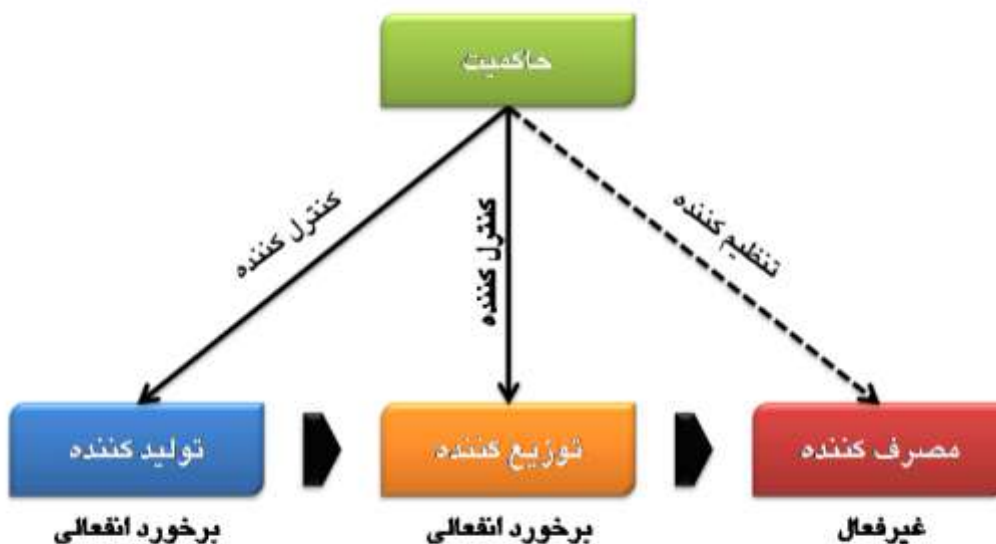 حاکمیت
کنترل کننده
کنترل کننده
تنظیم کننده
تولید کننده
توزیع کننده
مصرف کننده
برخورد انفعالی
برخورد انفعالی
غیرفعال